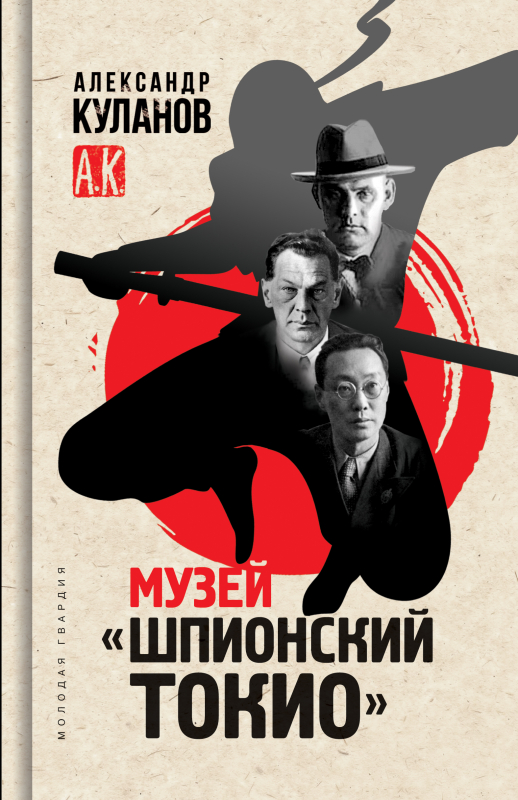 АЛЕКСАНДР
КУЛАНОВ
А.К.
МУЗЕЙ
«ШПИОНСКИЙ
ТОКИО»
МОЛОДАЯ ГВАРДИЯ